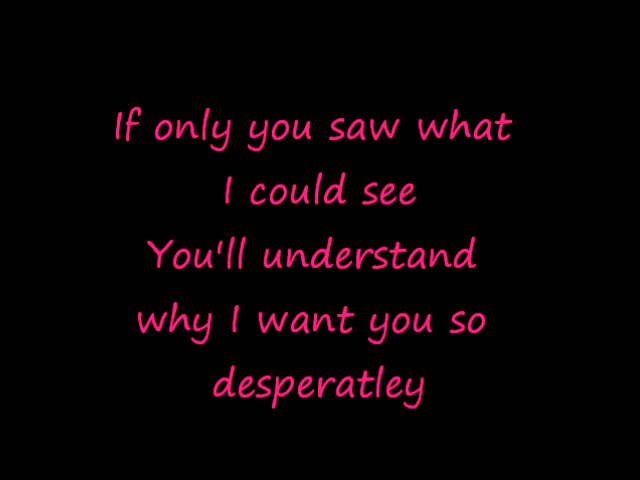 If only you saw what
I could see
You'll understand
why I want you so
desperatley